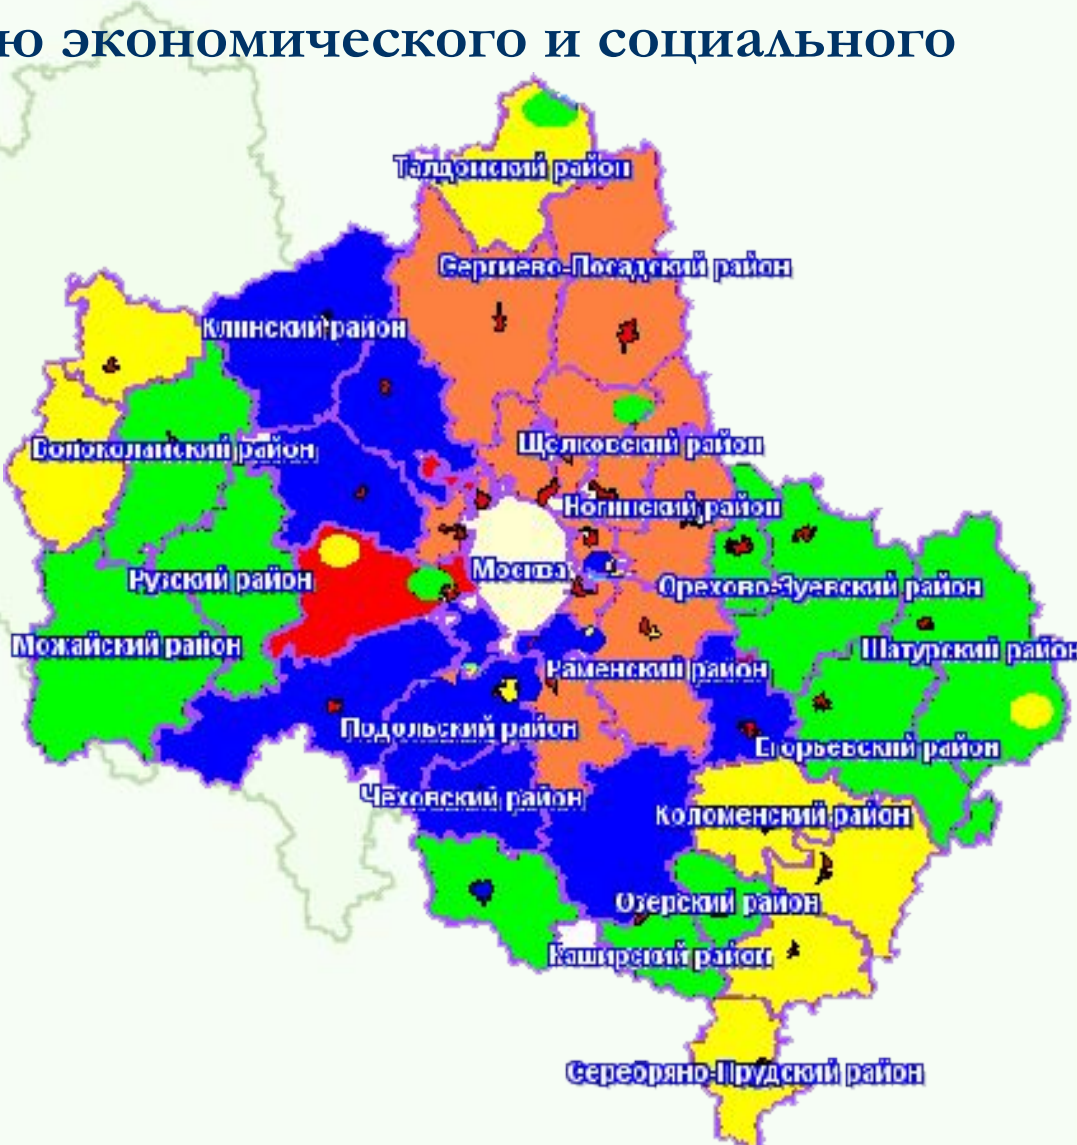 ю экономического и социального
Талдомский район
Сергиево-Посадский район
Клинский район
Щелковский район
Волоколамский район
Ногинский район
Москва
Рузский район
Орехово-Зуевский район
Можайский район
Шатурский район
Раменский район
Подольский район
Егорьевский район
Чеховский район
Коломенский район
Озерский район
Каширский район
Серебряно-Прудский район